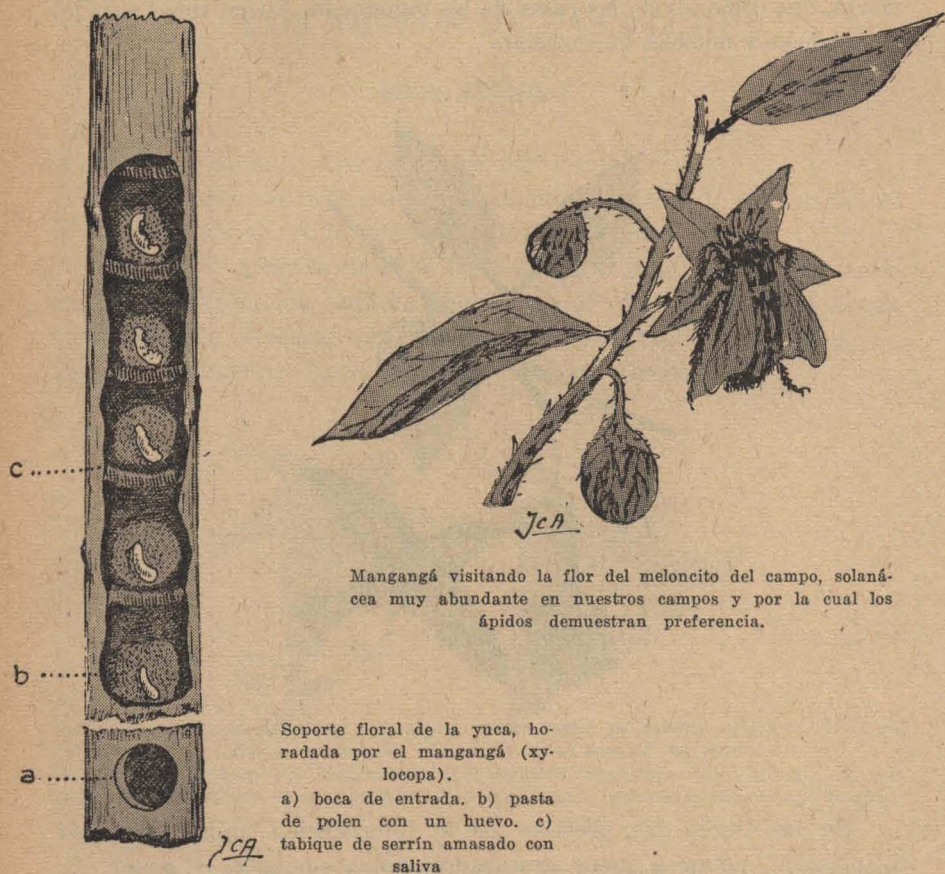 c
b
a
JCA
Mangangá visitando la flor del meloncito del campo, solaná-
cea muy abundante en nuestros campos y por la cual los
ápidos demuestran preferencia.
Soporte floral de la yuca, ho-
radada por el mangangá (xy-
locopa).
a) boca de entrada. b) pasta
de polen con un huevo. c)
tabique de serrín amasado con
saliva
JCA